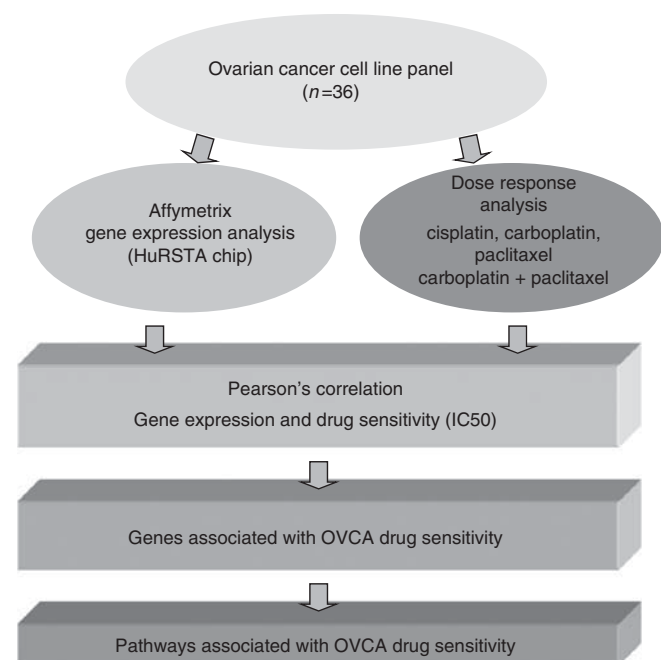 Ovarian cancer cell line panel
(n=36)
Affymetrix
gene expression analysis
(HuRSTA chip)
Dose response
analysis
cisplatin, carboplatin,
paclitaxel
carboplatin + paclitaxel
Pearson's correlation
Gene expression and drug sensitivity (IC50)
Genes associated with OVCA drug sensitivity
Pathways associated with OVCA drug sensitivity